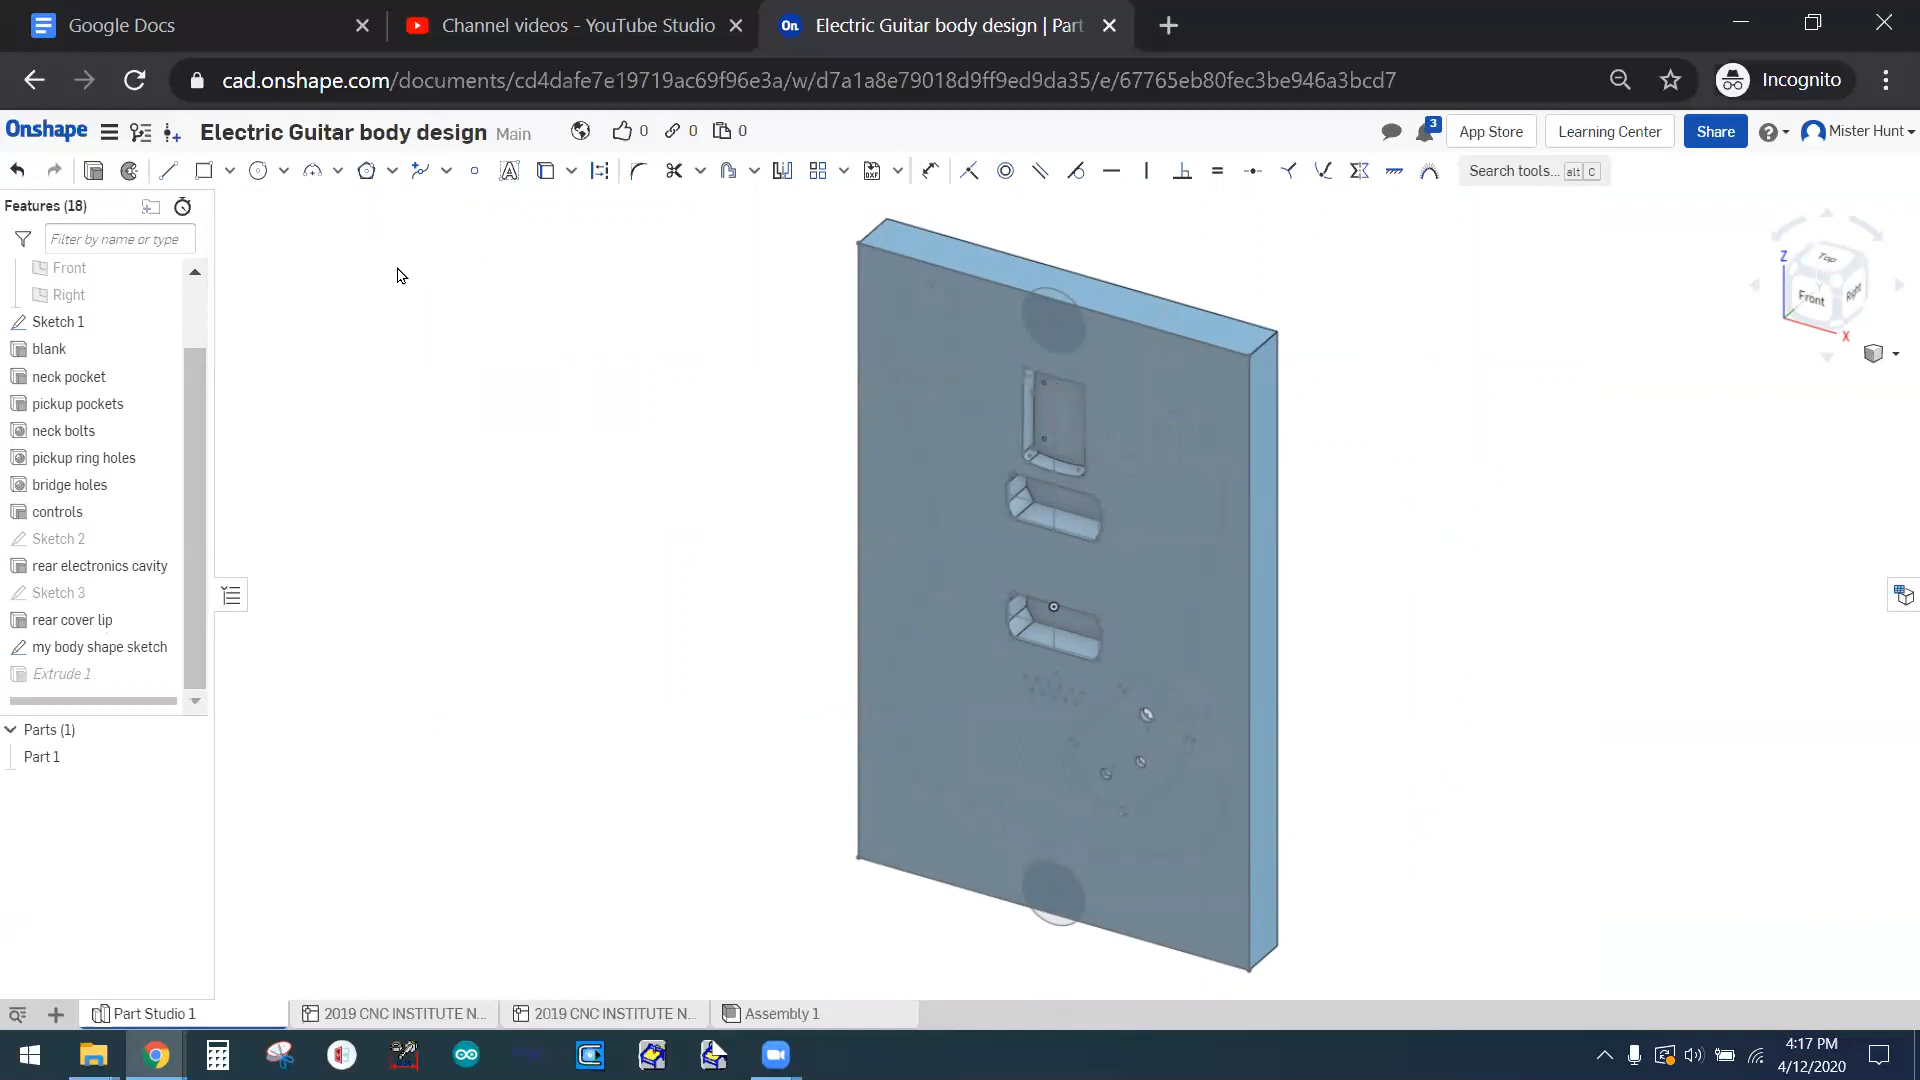 Google Docs
Channel videos - YouTube Studio
On
Electric Guitar body design | Part
cad.onshape.com/documents/cd4dafe7e19719ac69f96e3a/w/d7a1a8e79018d9ff9ed9da35/e/67765eb80fec3be946a3bcd7
Incognito
Onshape
Electric Guitar body design Main
0
0
0
3
App Store
Learning Center
Share
Mister Hunt
Search tools... alt C
Features (18)
Filter by name or type
Front
Right
Sketch 1
blank
neck pocket
pickup pockets
neck bolts
pickup ring holes
bridge holes
controls
Sketch 2
rear electronics cavity
Sketch 3
rear cover lip
my body shape sketch
Extrude 1
Parts (1)
Part 1
Z
Top
Front
Right
X
Part Studio 1
2019 CNC INSTITUTE N...
2019 CNC INSTITUTE N...
Assembly 1
4:17 PM
4/12/2020